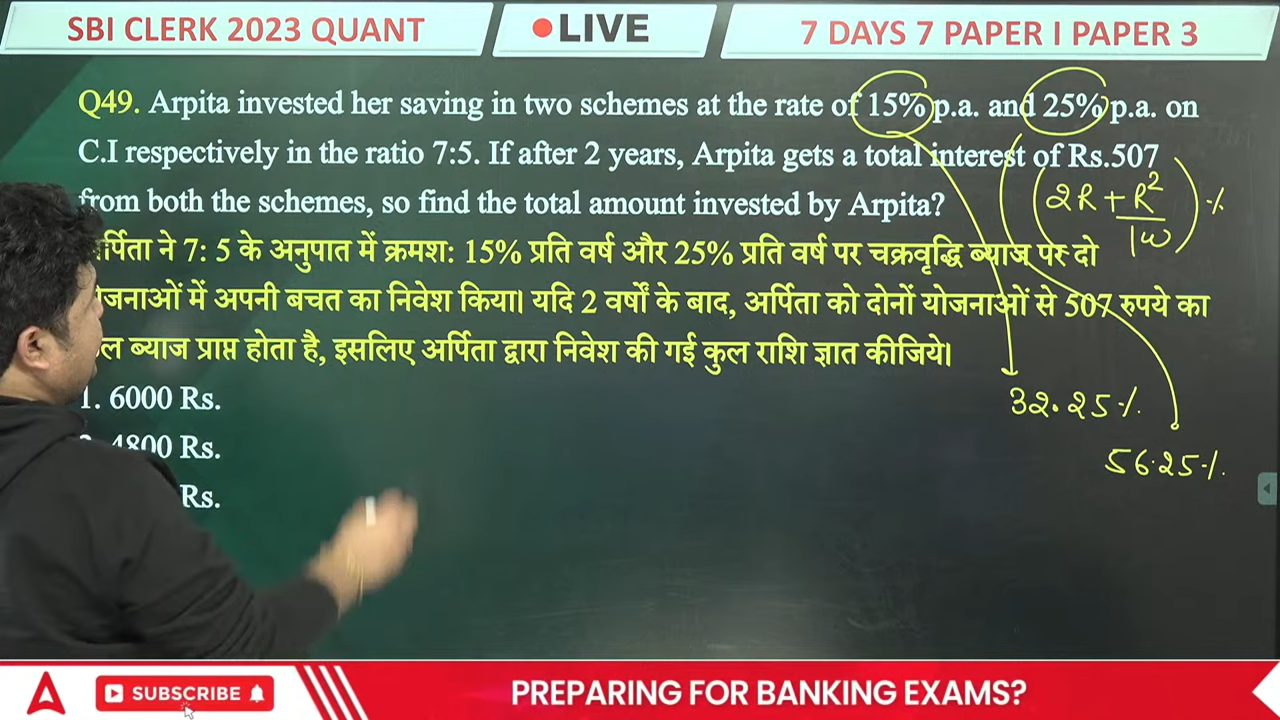 SBI CLERK 2023 QUANT
LIVE
7 DAYS 7 PAPER I PAPER 3
Q49. Arpita invested her saving in two schemes at the rate of 15% p.a. and 25% p.a. on
C.I respectively in the ratio 7:5. If after 2 years, Arpita gets a total interest of Rs.507
from both the schemes, so find the total amount invested by Arpita?
(2R + R²/100)%
ने 7: 5 के अनुपात में क्रमश: 15% प्रति वर्ष और 25% प्रति वर्ष पर चक्रवृद्धि ब्याज पर दो
में अपनी बचत का निवेश किया। यदि 2 वर्षों के बाद, अर्पिता को दोनों योजनाओं से 507 रुपये का
ब्याज प्राप्त होता है, इसलिए अर्पिता द्वारा निवेश की गई कुल राशि ज्ञात कीजिये।
1. 6000 Rs.
4800 Rs.
Rs.
32.25%
56.25%
SUBSCRIBE
PREPARING FOR BANKING EXAMS?